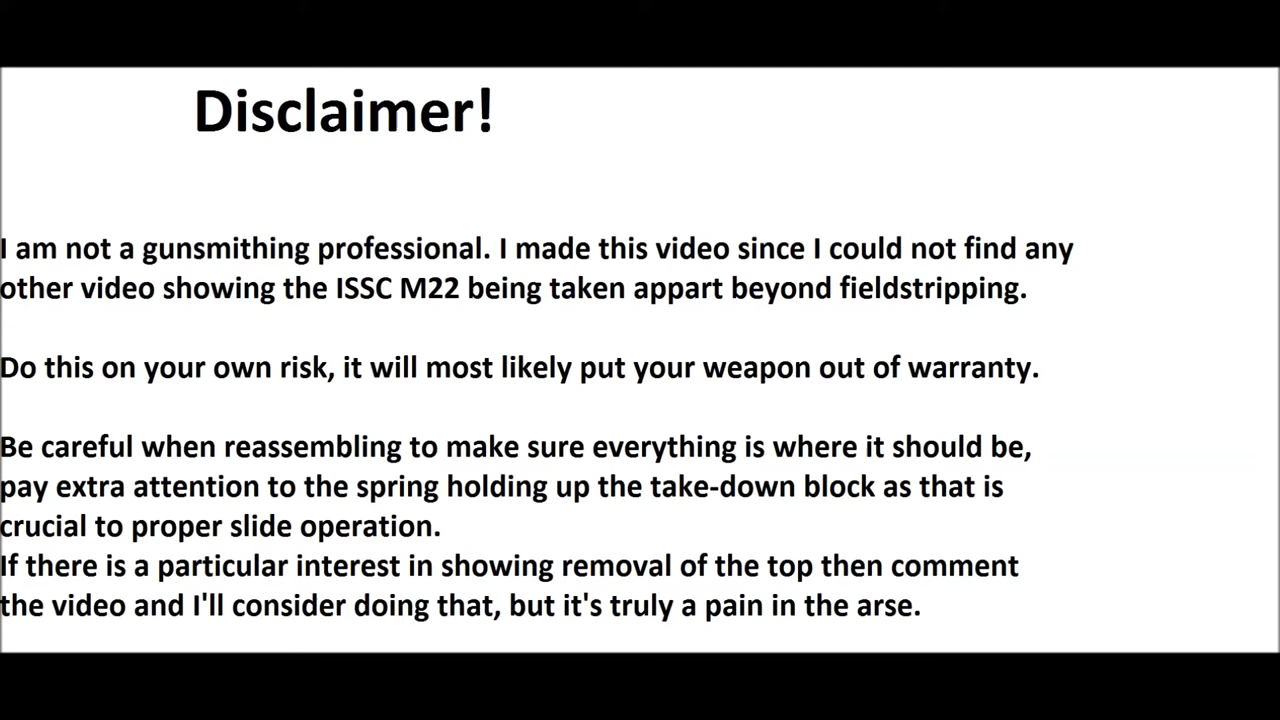 Disclaimer!
I am not a gunsmithing professional. I made this video since I could not find any
other video showing the ISSC M22 being taken appart beyond fieldstripping.
Do this on your own risk, it will most likely put your weapon out of warranty.
Be careful when reassembling to make sure everything is where it should be,
pay extra attention to the spring holding up the take-down block as that is
crucial to proper slide operation.
If there is a particular interest in showing removal of the top then comment
the video and I'll consider doing that, but it's truly a pain in the arse.